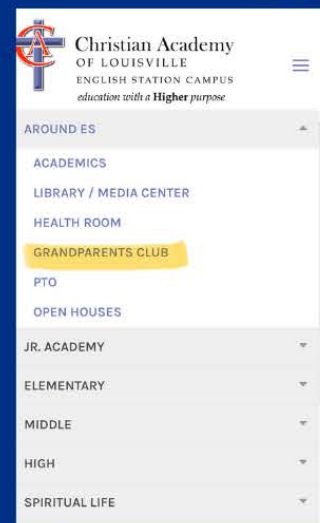 CA
Christian Academy
OF LOUISVILLE
ENGLISH STATION CAMPUS
education with a Higher purpose
AROUND ES
ACADEMICS
LIBRARY / MEDIA CENTER
HEALTH ROOM
GRANDPARENTS CLUB
PTO
OPEN HOUSES
JR. ACADEMY
ELEMENTARY
MIDDLE
HIGH
SPIRITUAL LIFE